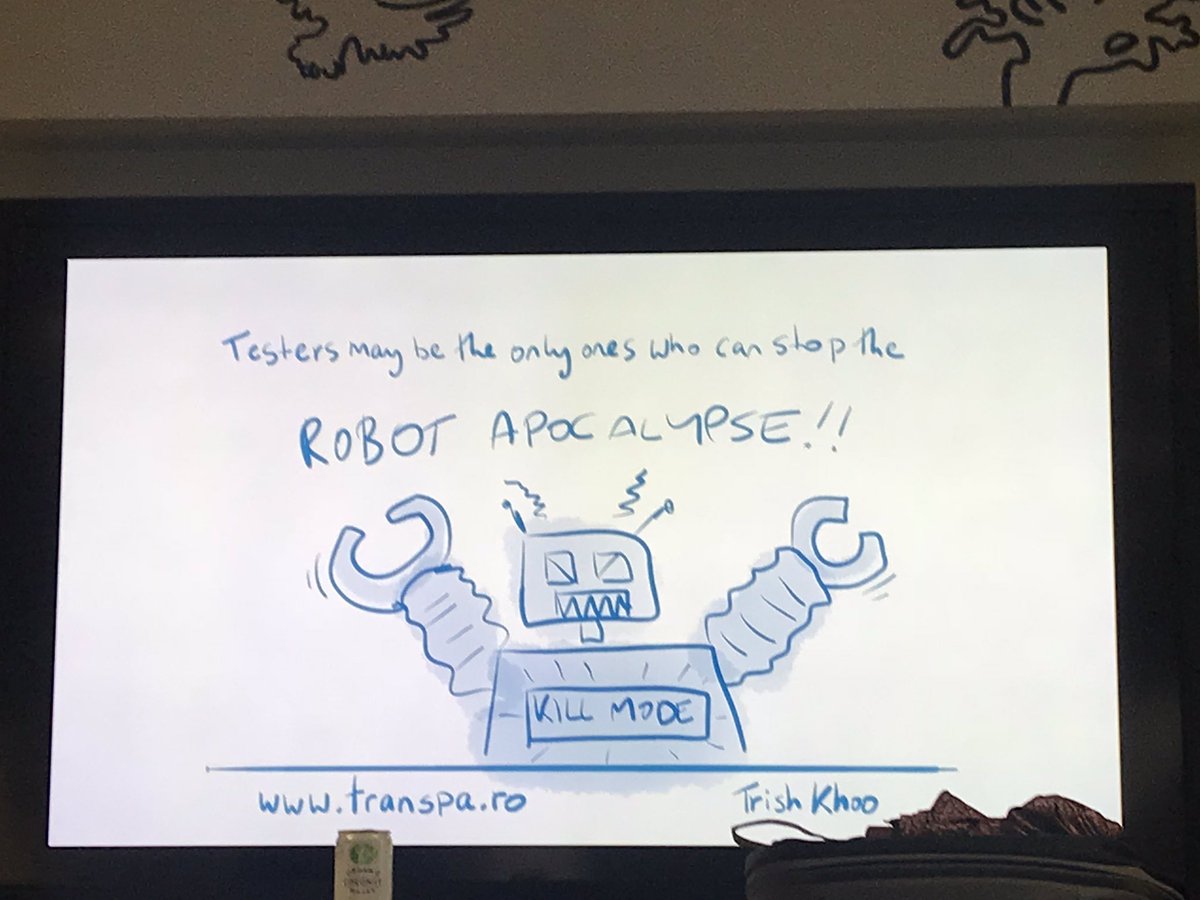 Testers may be the only ones who can stop the
ROBOT APOCALYPSE!!
KILL MODE
www.transpa.ro
Trish Khoo